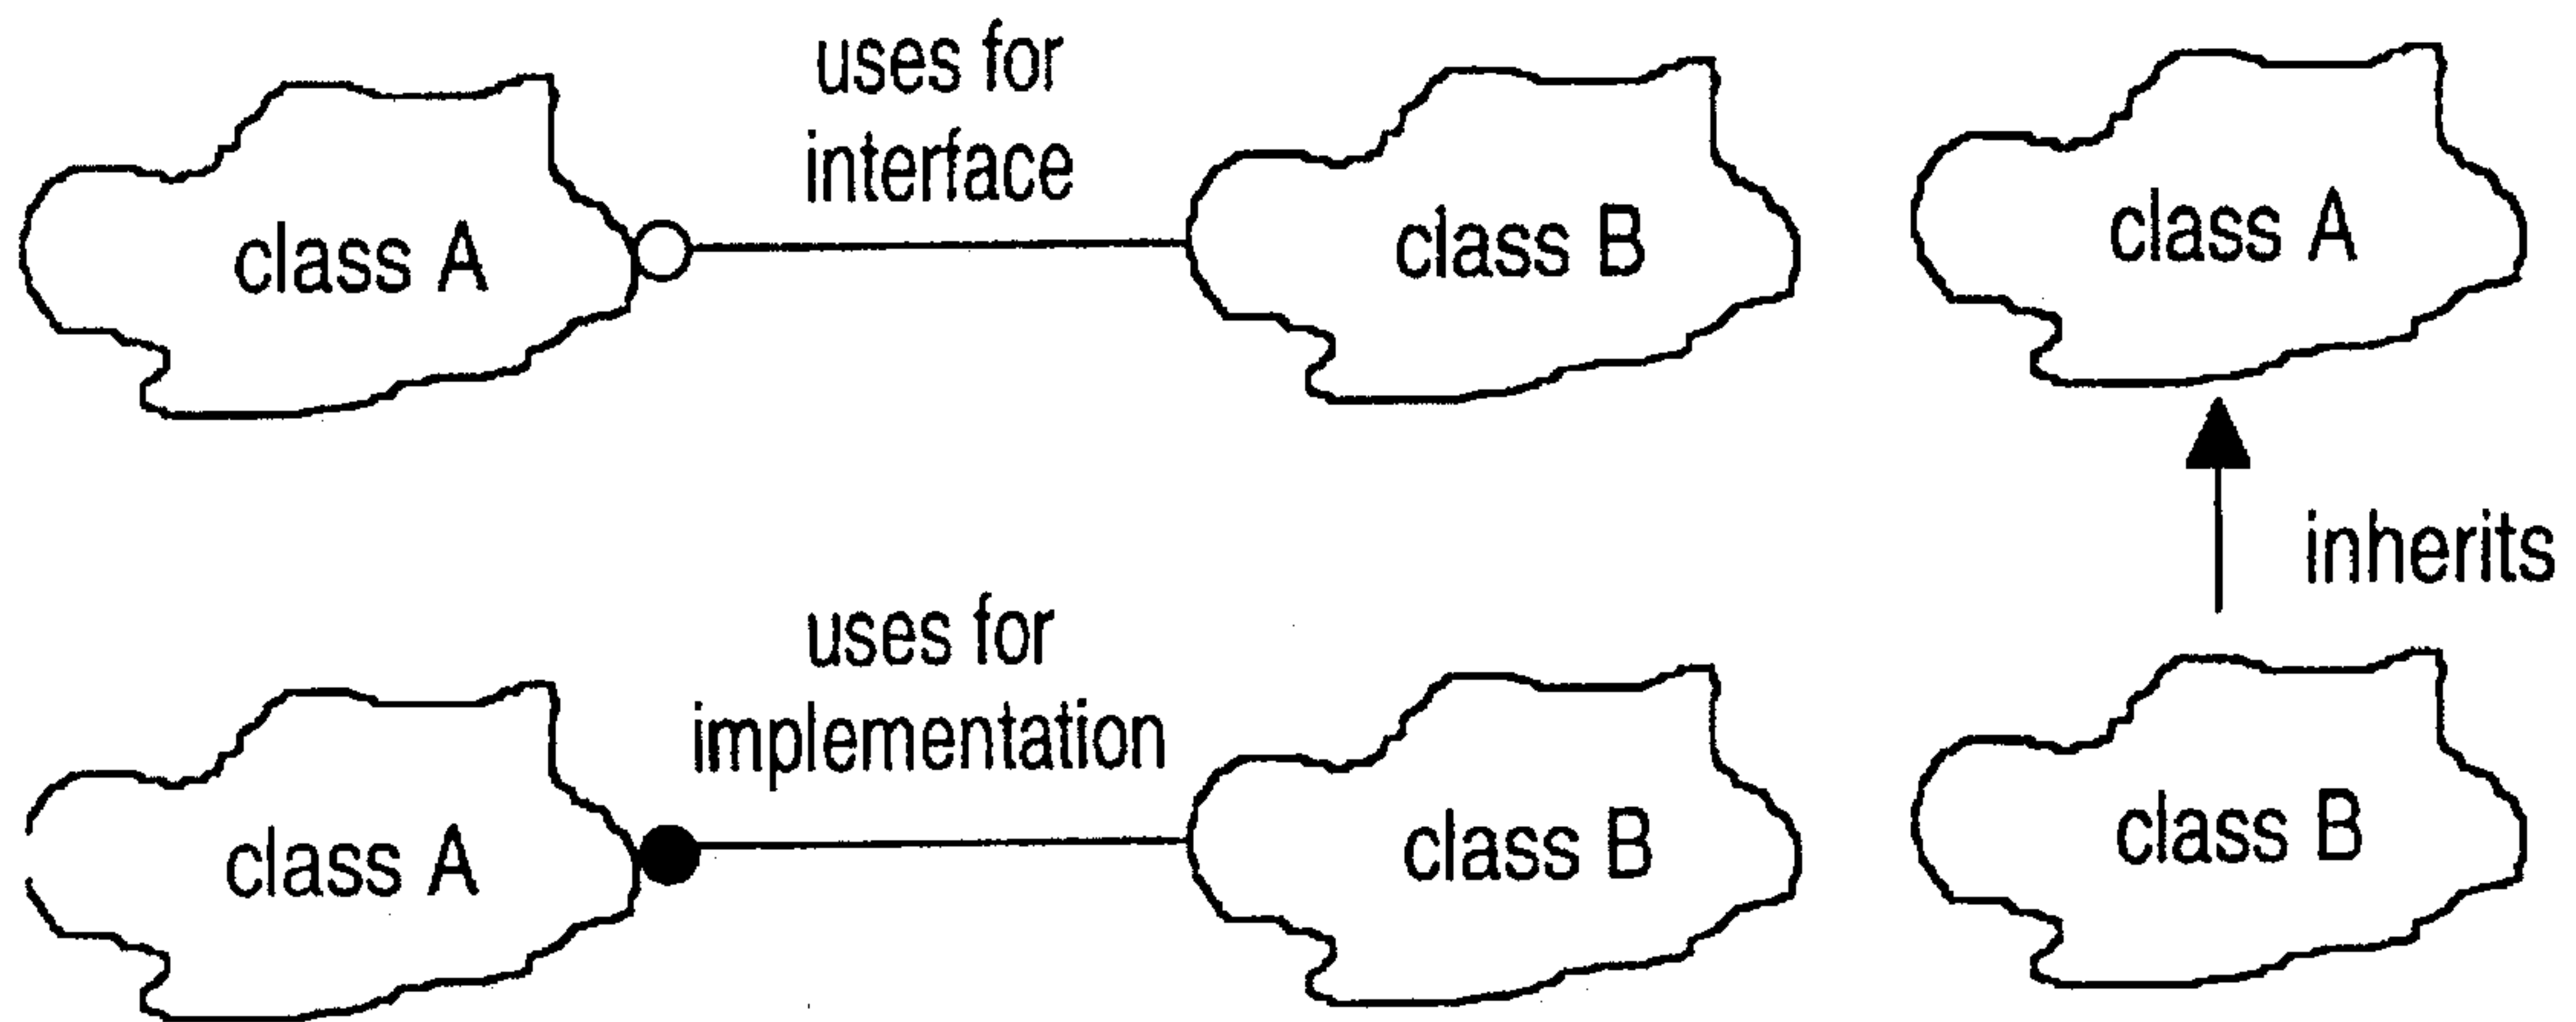 uses for
interface
class A
class B
class A
inherits
uses for
implementation
class A
class B
class B